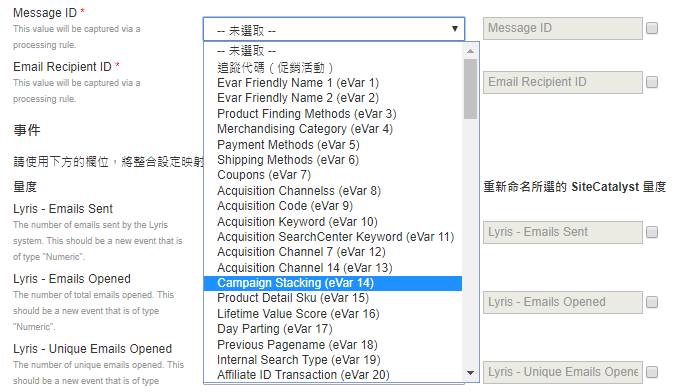 Message ID *
This value will be captured via a
processing rule.
-- 未選取 --
Message ID
Email Recipient ID *
This value will be captured via a
processing rule.
Email Recipient ID
-- 未選取 --
追蹤代碼（促銷活動）
Evar Friendly Name 1 (eVar 1)
Evar Friendly Name 2 (eVar 2)
Product Finding Methods (eVar 3)
Merchandising Category (eVar 4)
Payment Methods (eVar 5)
Shipping Methods (eVar 6)
Coupons (eVar 7)
Acquisition Channelss (eVar 8)
Acquisition Code (eVar 9)
Acquisition Keyword (eVar 10)
Acquisition SearchCenter Keyword (eVar 11)
Acquisition Channel 7 (eVar 12)
Acquisition Channel 14 (eVar 13)
Campaign Stacking (eVar 14)
Product Detail Sku (eVar 15)
Lifetime Value Score (eVar 16)
Day Parting (eVar 17)
Previous Pagename (eVar 18)
Internal Search Type (eVar 19)
Affiliate ID Transaction (eVar 20)
事件
請使用下方的欄位，將整合設定映射
量度
重新命名所選的 SiteCatalyst 量度
Lyris - Emails Sent
The number of emails sent by the Lyris
system. This should be a new event that is
of type "Numeric".
Lyris - Emails Sent
Lyris - Emails Opened
The number of total emails opened. This
should be a new event that is of type
"Numeric".
Lyris - Emails Opened
Lyris - Unique Emails Opened
The number of unique emails opened. This
should be a new event that is of type
Lyris - Unique Emails Opene